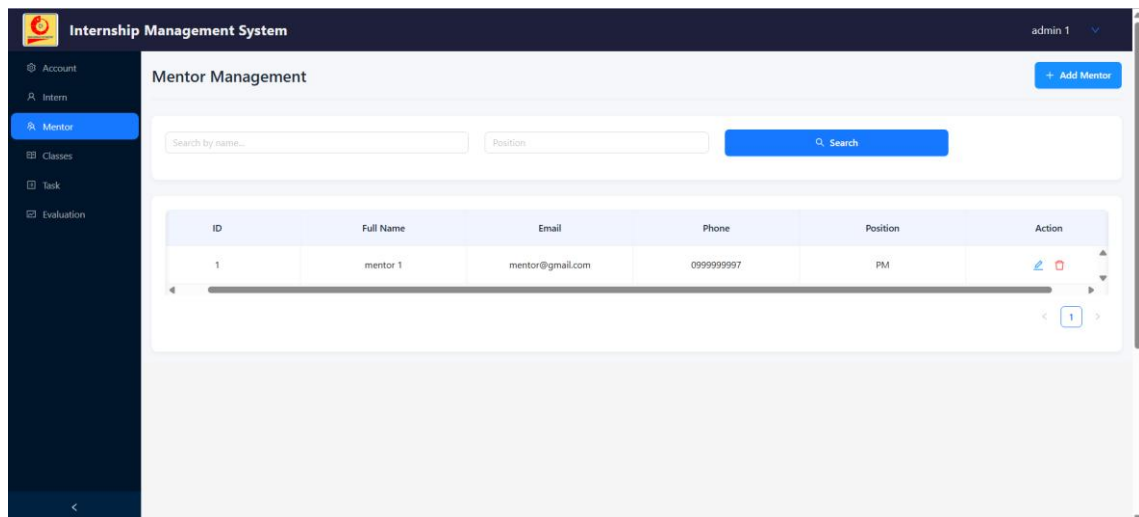 Internship Management System
admin 1
Account
Intern
Mentor
Classes
Task
Evaluation
Mentor Management
+ Add Mentor
Search by name...
Position
Search
ID Full Name Email Phone Position Action
1 mentor 1 mentor@gmail.com 0999999997 PM
< 1 >
<